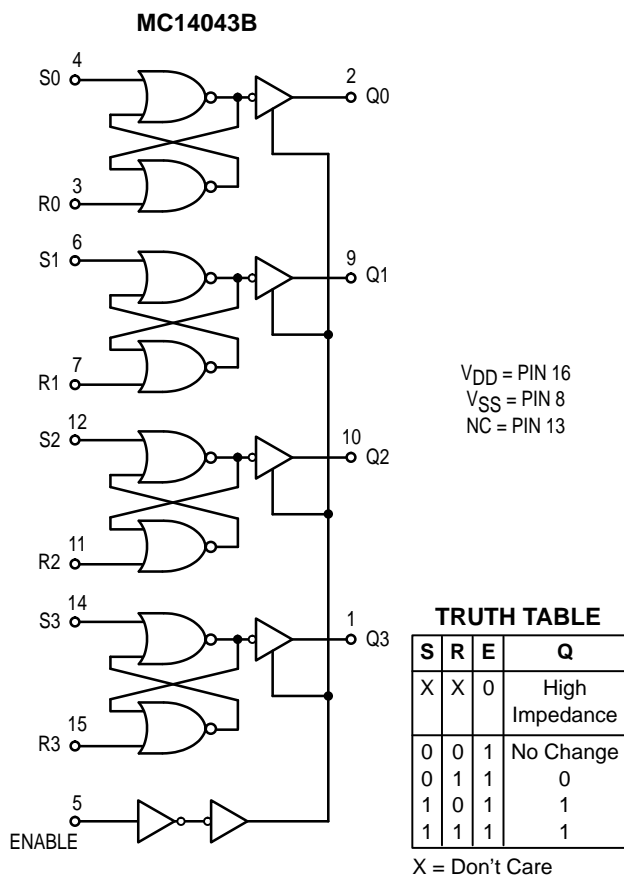 MC14043B
4
S0
2
Q0
3
R0
6
S1
9
Q1
7
R1
12
S2
10
Q2
11
R2
14
S3
1
Q3
15
R3
5
ENABLE
VDD = PIN 16
VSS = PIN 8
NC = PIN 13
TRUTH TABLE
S R E Q
X X 0 High
Impedance
0 0 1 No Change
0 1 1 0
1 0 1 1
1 1 1 1
X = Don't Care